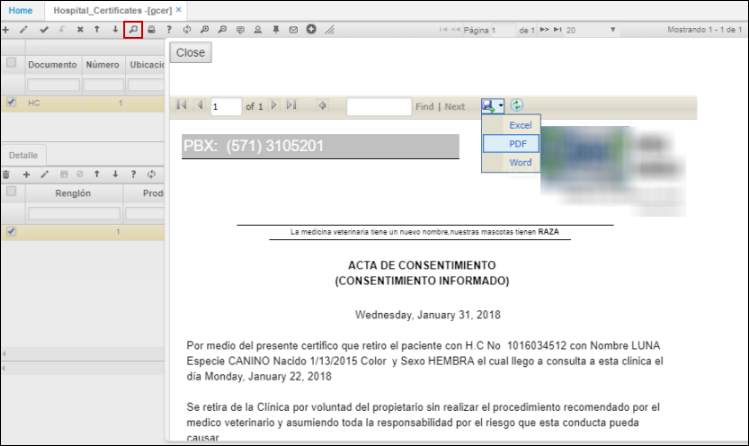 Home Hospital_Certificates -[gcer] ×
Página 1 de 1 20 Mostrando 1 - 1 de 1
Documento Número Ubicacio
HC 1
Close
1 of 1 Find | Next
Excel
PDF
Word
PBX: (571) 3105201
Detalle
Renglón Prod
1
La medicina veterinaria tiene un nuevo nombre,nuestras mascotas tienen RAZA
ACTA DE CONSENTIMIENTO
(CONSENTIMIENTO INFORMADO)
Wednesday, January 31, 2018
Por medio del presente certifico que retiro el paciente con H.C No 1016034512 con Nombre LUNA
Especie CANINO Nacido 1/13/2015 Color y Sexo HEMBRA el cual llego a consulta a esta clinica el
día Monday, January 22, 2018
Se retira de la Clínica por voluntad del propietario sin realizar el procedimiento recomendado por el
medico veterinario y asumiendo toda la responsabilidad por el riesgo que esta conducta pueda
causar